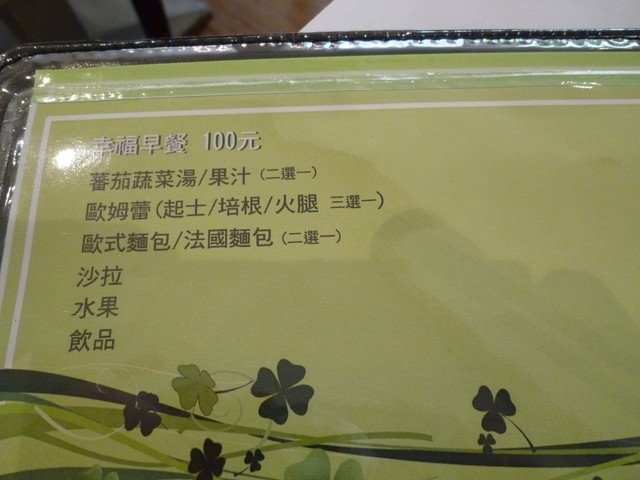 幸福早餐 100元
蕃茄蔬菜湯/果汁 (二選一)
歐姆蕾(起士/培根/火腿 三選一)
歐式麵包/法國麵包 (二選一)
沙拉
水果
飲品